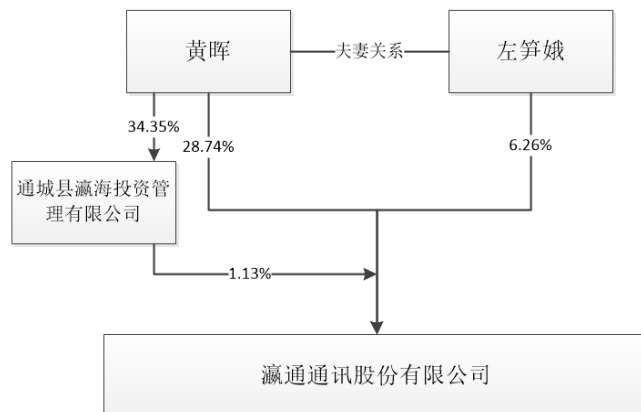 黄晖
夫妻关系
左笋娥
34.35%
28.74%
6.26%
通城县瀛海投资管
理有限公司
1.13%
瀛通通讯股份有限公司